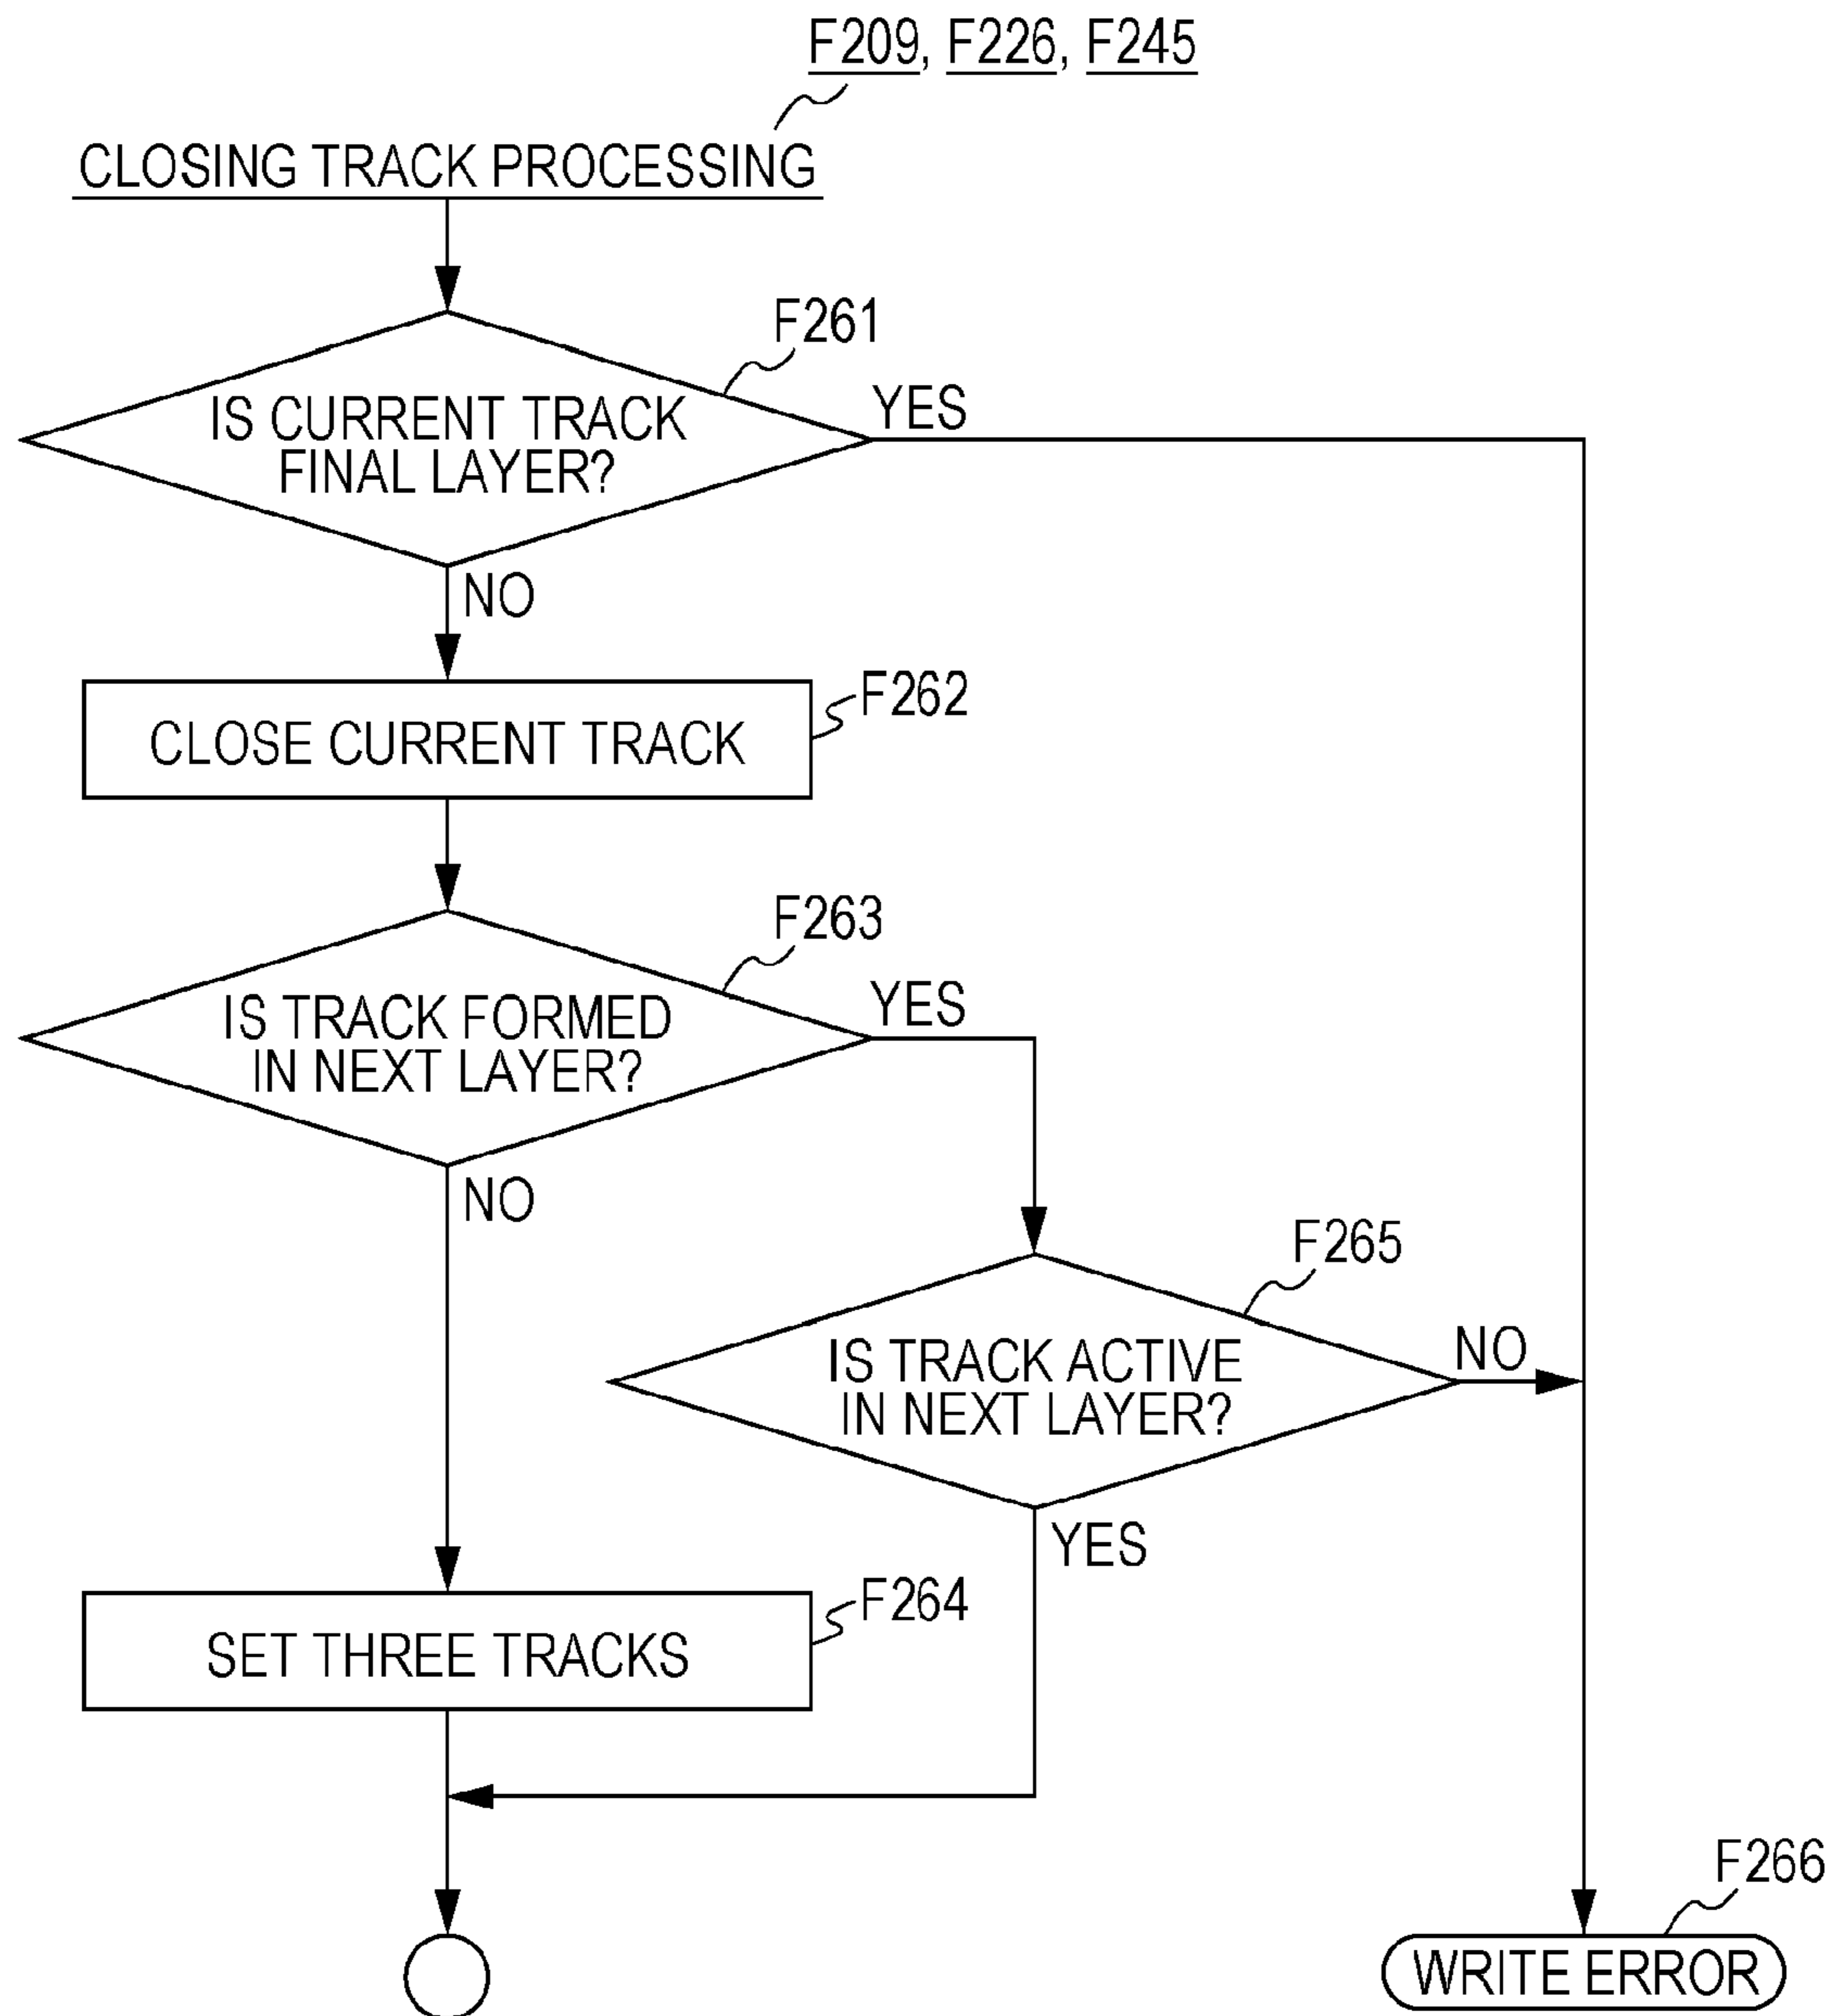 F209, F226, F245
CLOSING TRACK PROCESSING
F261
IS CURRENT TRACK
FINAL LAYER?
YES
NO
F262
CLOSE CURRENT TRACK
F263
IS TRACK FORMED
IN NEXT LAYER?
YES
NO
F265
IS TRACK ACTIVE
IN NEXT LAYER?
NO
YES
F264
SET THREE TRACKS
F266
WRITE ERROR